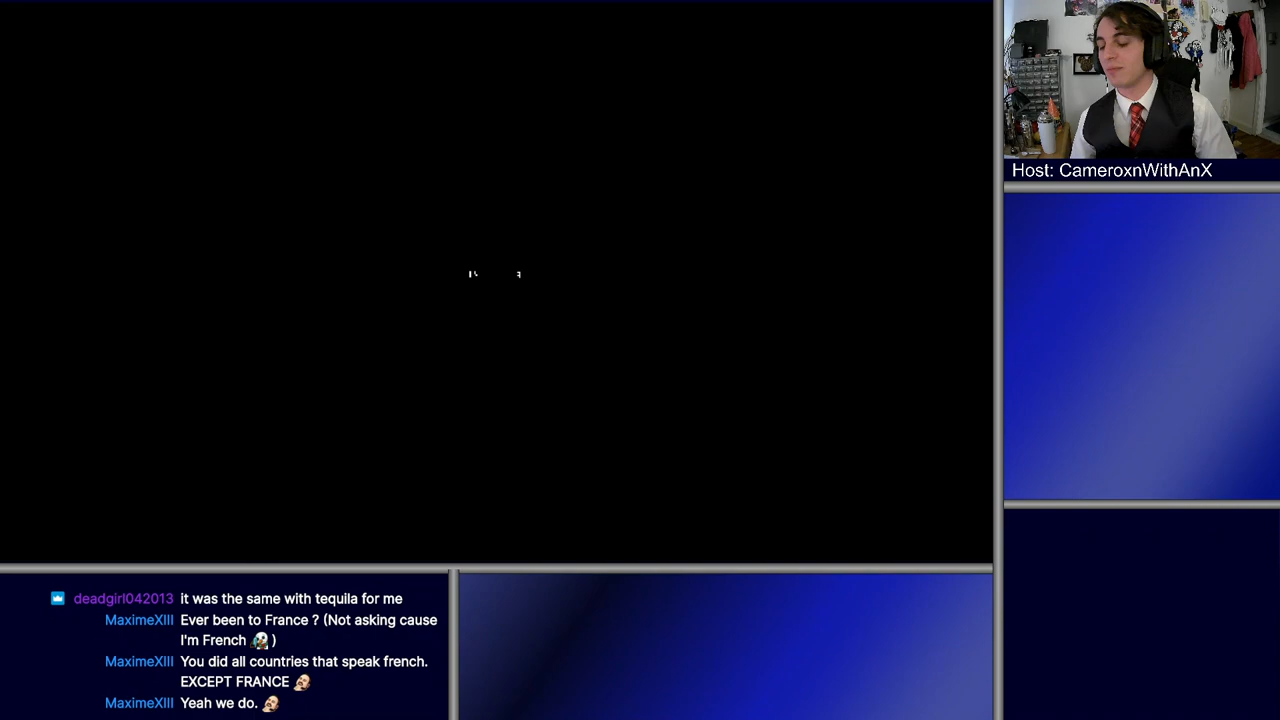 Host: CameroxnWithAnX
deadgirl042013 it was the same with tequila for me
MaximeXIII Ever been to France ? (Not asking cause
I'm French )
MaximeXIII You did all countries that speak french.
EXCEPT FRANCE
MaximeXIII Yeah we do.